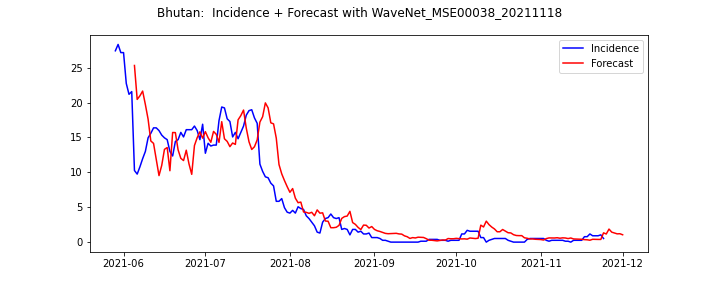 Bhutan:  Incidence + Forecast with WaveNet_MSE00038_20211118
Incidence
Forecast
25
20
15
10
5
0
2021-06 2021-07 2021-08 2021-09 2021-10 2021-11 2021-12